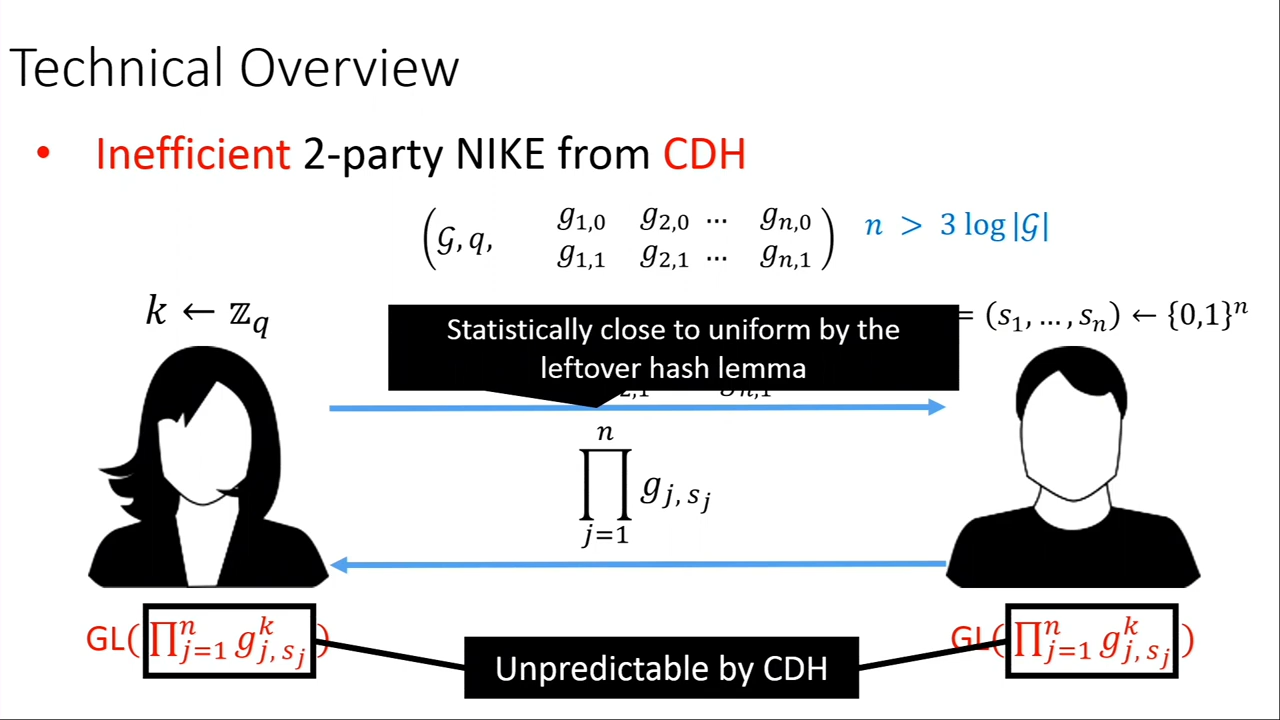 Technical Overview
• Inefficient 2-party NIKE from CDH
( 𝒢, q, g_{1,0} g_{2,0} ⋯ g_{n,0} ) n > 3 log|𝒢|
g_{1,1} g_{2,1} ⋯ g_{n,1}
k ← ℤ_q
= (s_1, …, s_n) ← {0,1}^n
Statistically close to uniform by the
leftover hash lemma
∏_{j=1}^{n} g_{j, s_j}
GL(∏_{j=1}^{n} g_{j, s_j}^{k})
Unpredictable by CDH
GL(∏_{j=1}^{n} g_{j, s_j}^{k})